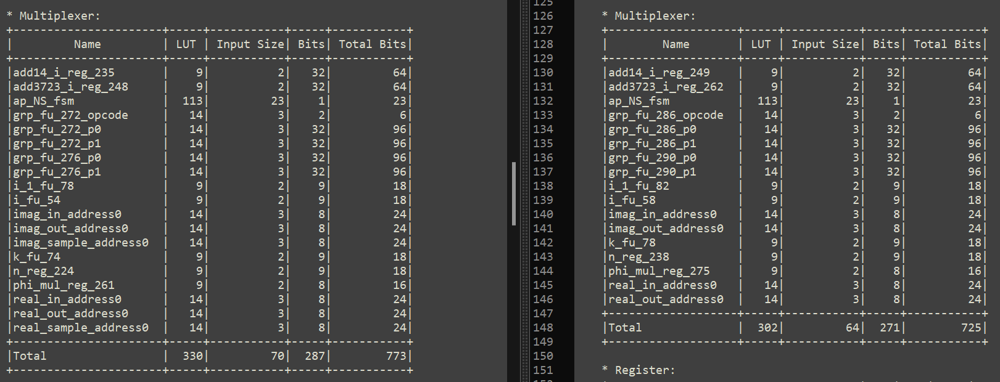 * Multiplexer:
+----------------------+-----+-----------+-----+-----------+
|         Name         | LUT | Input Size| Bits| Total Bits|
+----------------------+-----+-----------+-----+-----------+
|add14_i_reg_235       |    9|          2|   32|         64|
|add3723_i_reg_248     |    9|          2|   32|         64|
|ap_NS_fsm             |  113|         23|    1|         23|
|grp_fu_272_opcode     |   14|          3|    2|          6|
|grp_fu_272_p0         |   14|          3|   32|         96|
|grp_fu_272_p1         |   14|          3|   32|         96|
|grp_fu_276_p0         |   14|          3|   32|         96|
|grp_fu_276_p1         |   14|          3|   32|         96|
|i_1_fu_78             |    9|          2|    9|         18|
|i_fu_54               |    9|          2|    9|         18|
|imag_in_address0      |   14|          3|    8|         24|
|imag_out_address0     |   14|          3|    8|         24|
|imag_sample_address0  |   14|          3|    8|         24|
|k_fu_74               |    9|          2|    9|         18|
|n_reg_224             |    9|          2|    9|         18|
|phi_mul_reg_261       |    9|          2|    8|         16|
|real_in_address0      |   14|          3|    8|         24|
|real_out_address0     |   14|          3|    8|         24|
|real_sample_address0  |   14|          3|    8|         24|
+----------------------+-----+-----------+-----+-----------+
|Total                 |  330|         70|  287|        773|
+----------------------+-----+-----------+-----+-----------+
125
126 * Multiplexer:
127 +--------------------+-----+-----------+-----+-----------+
128 |        Name        | LUT | Input Size| Bits| Total Bits|
129 +--------------------+-----+-----------+-----+-----------+
130 |add14_i_reg_249     |    9|          2|   32|         64|
131 |add3723_i_reg_262   |    9|          2|   32|         64|
132 |ap_NS_fsm           |  113|         23|    1|         23|
133 |grp_fu_286_opcode   |   14|          3|    2|          6|
134 |grp_fu_286_p0       |   14|          3|   32|         96|
135 |grp_fu_286_p1       |   14|          3|   32|         96|
136 |grp_fu_290_p0       |   14|          3|   32|         96|
137 |grp_fu_290_p1       |   14|          3|   32|         96|
138 |i_1_fu_82           |    9|          2|    9|         18|
139 |i_fu_58             |    9|          2|    9|         18|
140 |imag_in_address0    |   14|          3|    8|         24|
141 |imag_out_address0   |   14|          3|    8|         24|
142 |k_fu_78             |    9|          2|    9|         18|
143 |n_reg_238           |    9|          2|    9|         18|
144 |phi_mul_reg_275     |    9|          2|    8|         16|
145 |real_in_address0    |   14|          3|    8|         24|
146 |real_out_address0   |   14|          3|    8|         24|
147 +--------------------+-----+-----------+-----+-----------+
148 |Total               |  302|         64|  271|        725|
149 +--------------------+-----+-----------+-----+-----------+
150
151 * Register: